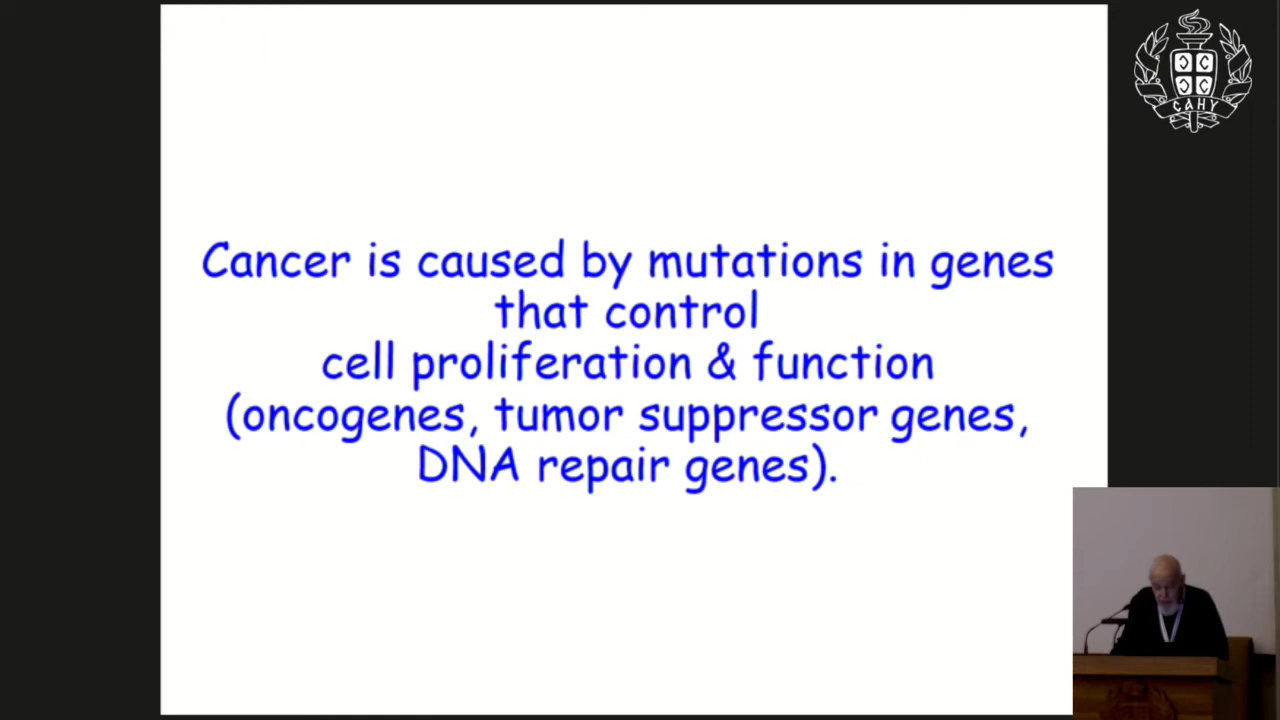 Cancer is caused by mutations in genes
that control
cell proliferation & function
(oncogenes, tumor suppressor genes,
DNA repair genes).
САНУ